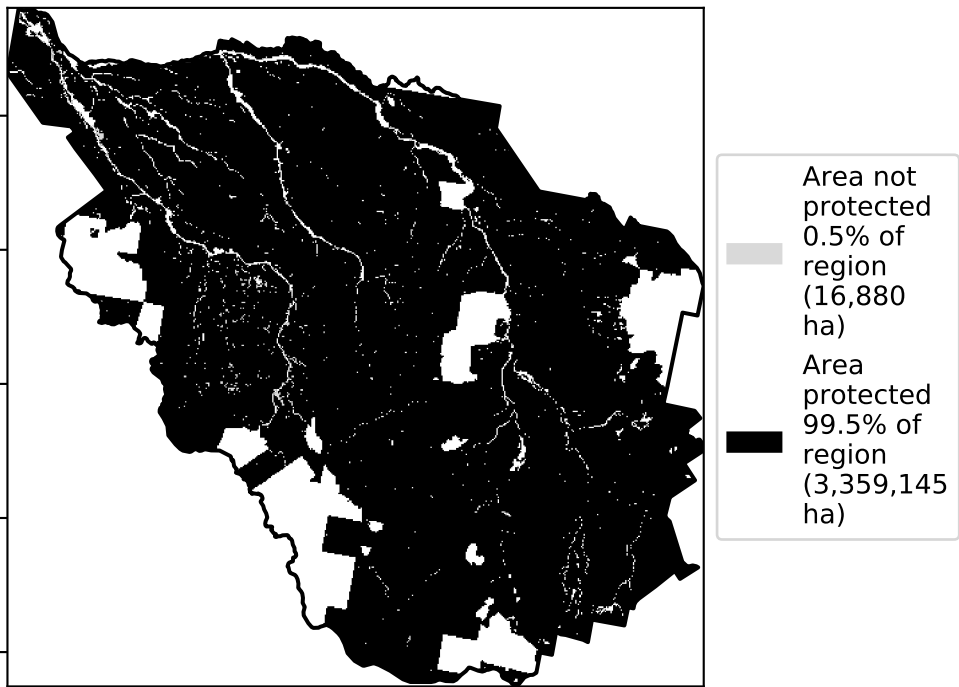 Area not
protected
0.5% of
region
(16,880
ha)
Area
protected
99.5% of
region
(3,359,145
ha)